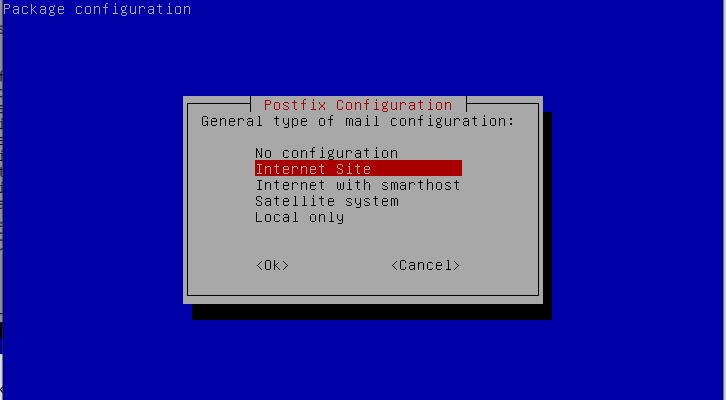 Package configuration
Postfix Configuration
General type of mail configuration:
No configuration
Internet Site
Internet with smarthost
Satellite system
Local only
<Ok> <Cancel>